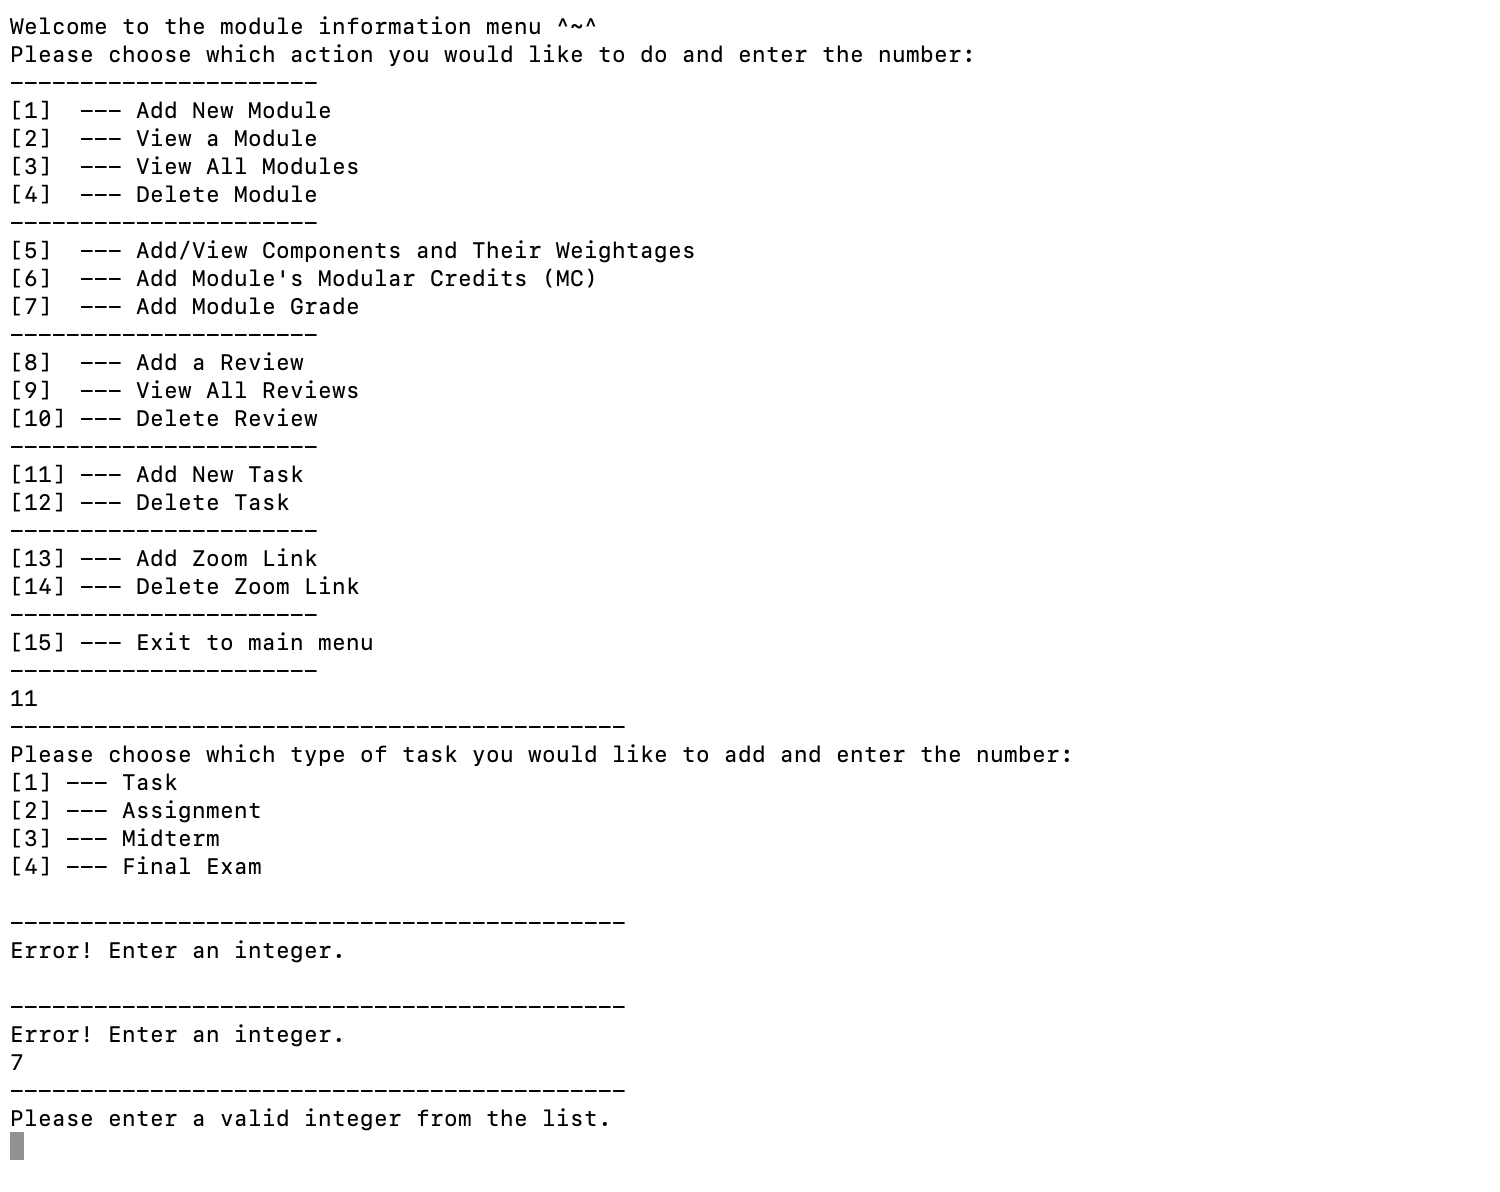 Welcome to the module information menu ^~^
Please choose which action you would like to do and enter the number:
----------------------
[1]  --- Add New Module
[2]  --- View a Module
[3]  --- View All Modules
[4]  --- Delete Module
----------------------
[5]  --- Add/View Components and Their Weightages
[6]  --- Add Module's Modular Credits (MC)
[7]  --- Add Module Grade
----------------------
[8]  --- Add a Review
[9]  --- View All Reviews
[10] --- Delete Review
----------------------
[11] --- Add New Task
[12] --- Delete Task
----------------------
[13] --- Add Zoom Link
[14] --- Delete Zoom Link
----------------------
[15] --- Exit to main menu
----------------------
11
--------------------------------------------
Please choose which type of task you would like to add and enter the number:
[1] --- Task
[2] --- Assignment
[3] --- Midterm
[4] --- Final Exam

--------------------------------------------
Error! Enter an integer.

--------------------------------------------
Error! Enter an integer.
7
--------------------------------------------
Please enter a valid integer from the list.